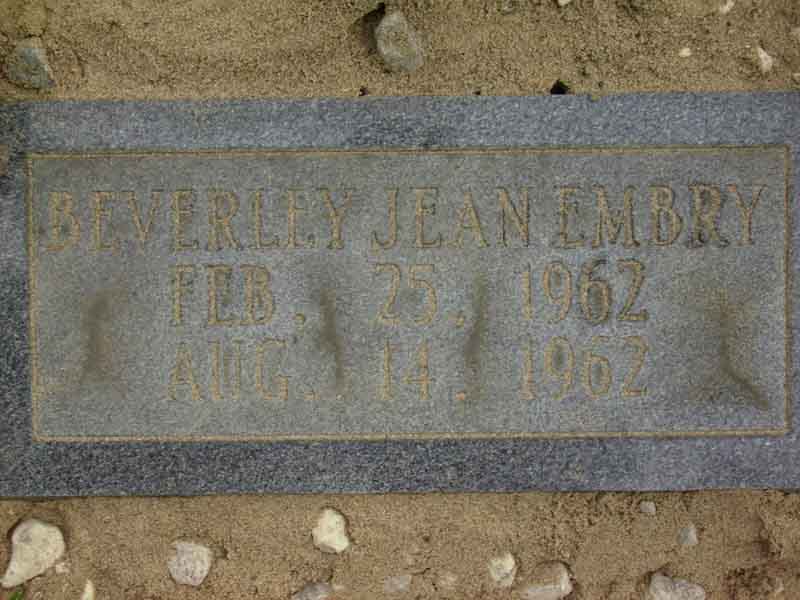 BEVERLEY JEAN EMBRY
FEB. 25, 1962
AUG. 14, 1962